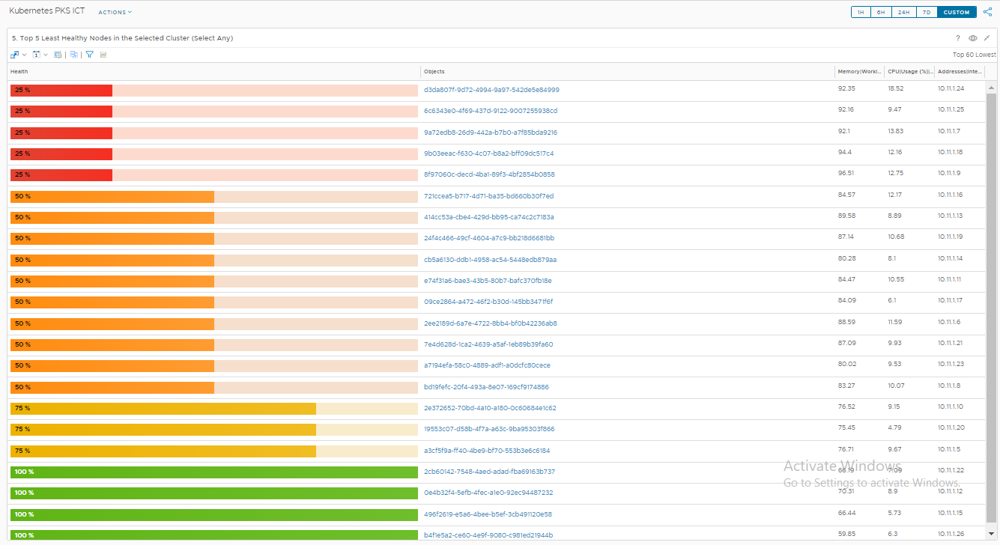 Kubernetes PKS ICT ACTIONS 1H 6H 24H 7D CUSTOM
5. Top 5 Least Healthy Nodes in the Selected Cluster (Select Any) ?
1 Top 60 Lowest
Health Objects Memory|Worki... CPU|Usage (%)|... Addresses|Inte...
25 % d3da807f-9d72-4994-9a97-542de5e84999 92.35 18.52 10.11.1.24
25 % 6c6343e0-4f69-437d-9122-9007255938cd 92.16 9.47 10.11.1.25
25 % 9a72edb8-26d9-442a-b7b0-a7f85bda9216 92.1 13.83 10.11.1.7
25 % 9b03eeac-f630-4c07-b8a2-bff09dc517c4 94.4 12.16 10.11.1.18
25 % 8f97060c-decd-4ba1-89f3-4bf2854b0858 96.51 12.75 10.11.1.9
50 % 721ccea5-b717-4d71-ba35-bd660b30f7ed 84.57 12.17 10.11.1.16
50 % 414cc53a-cbe4-429d-bb95-ca74c2c7183a 89.58 8.89 10.11.1.13
50 % 24f4c466-49cf-4604-a7c9-bb218d6681bb 87.14 10.68 10.11.1.19
50 % cb5a6130-ddb1-4958-ac54-5448edb879aa 80.28 8.1 10.11.1.14
50 % e74f31a6-bae3-43b5-80b7-bafc370fb18e 84.47 10.55 10.11.1.11
50 % 09ce2864-a472-46f2-b30d-145bb3471f6f 84.09 6.1 10.11.1.17
50 % 2ee2189d-6a7e-4722-8bb4-bf0b42236ab8 88.59 11.59 10.11.1.6
50 % 7e4d628d-1ca2-4639-a5af-1eb89b39fa60 87.09 9.93 10.11.1.21
50 % a7194efa-58c0-4889-adf1-a0dcfc80cece 80.02 9.53 10.11.1.23
50 % bd19fefc-20f4-493a-8e07-169cf9174886 83.27 10.07 10.11.1.8
75 % 2e372652-70bd-4a10-a180-0c60684e1c62 76.52 9.15 10.11.1.10
75 % 19553c07-d58b-4f7a-a63c-9ba95303f866 75.45 4.79 10.11.1.20
75 % a3cf5f9a-ff40-4be9-bf70-553b3e6c6184 76.71 9.67 10.11.1.5
Activate Windows
100 % 2cb60142-7548-4aed-adad-fba69163b737 66.19 7.09 10.11.1.22
Go to Settings to activate Windows.
100 % 0e4b32f4-5efb-4fec-a1e0-92ec94487232 70.31 8.9 10.11.1.12
100 % 496f2619-e5a6-4bee-b5ef-3cb491120e58 66.44 5.73 10.11.1.15
100 % b4f1e5a2-ce60-4e9f-9080-c981ed21944b 59.85 6.3 10.11.1.26